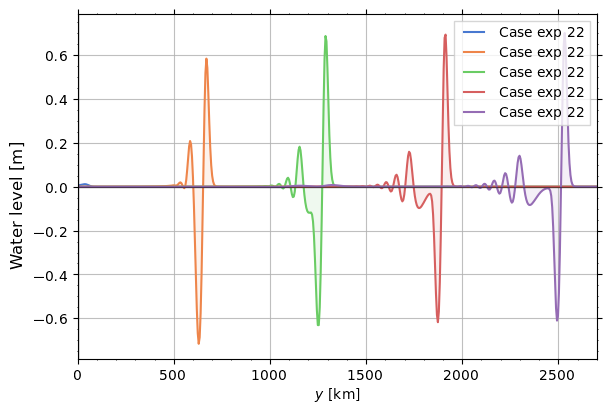 Case exp 22
Case exp 22
Case exp 22
Case exp 22
Case exp 22
0.6
0.4
0.2
0.0
−0.2
−0.4
−0.6
Water level [m]
0 500 1000 1500 2000 2500
y [km]